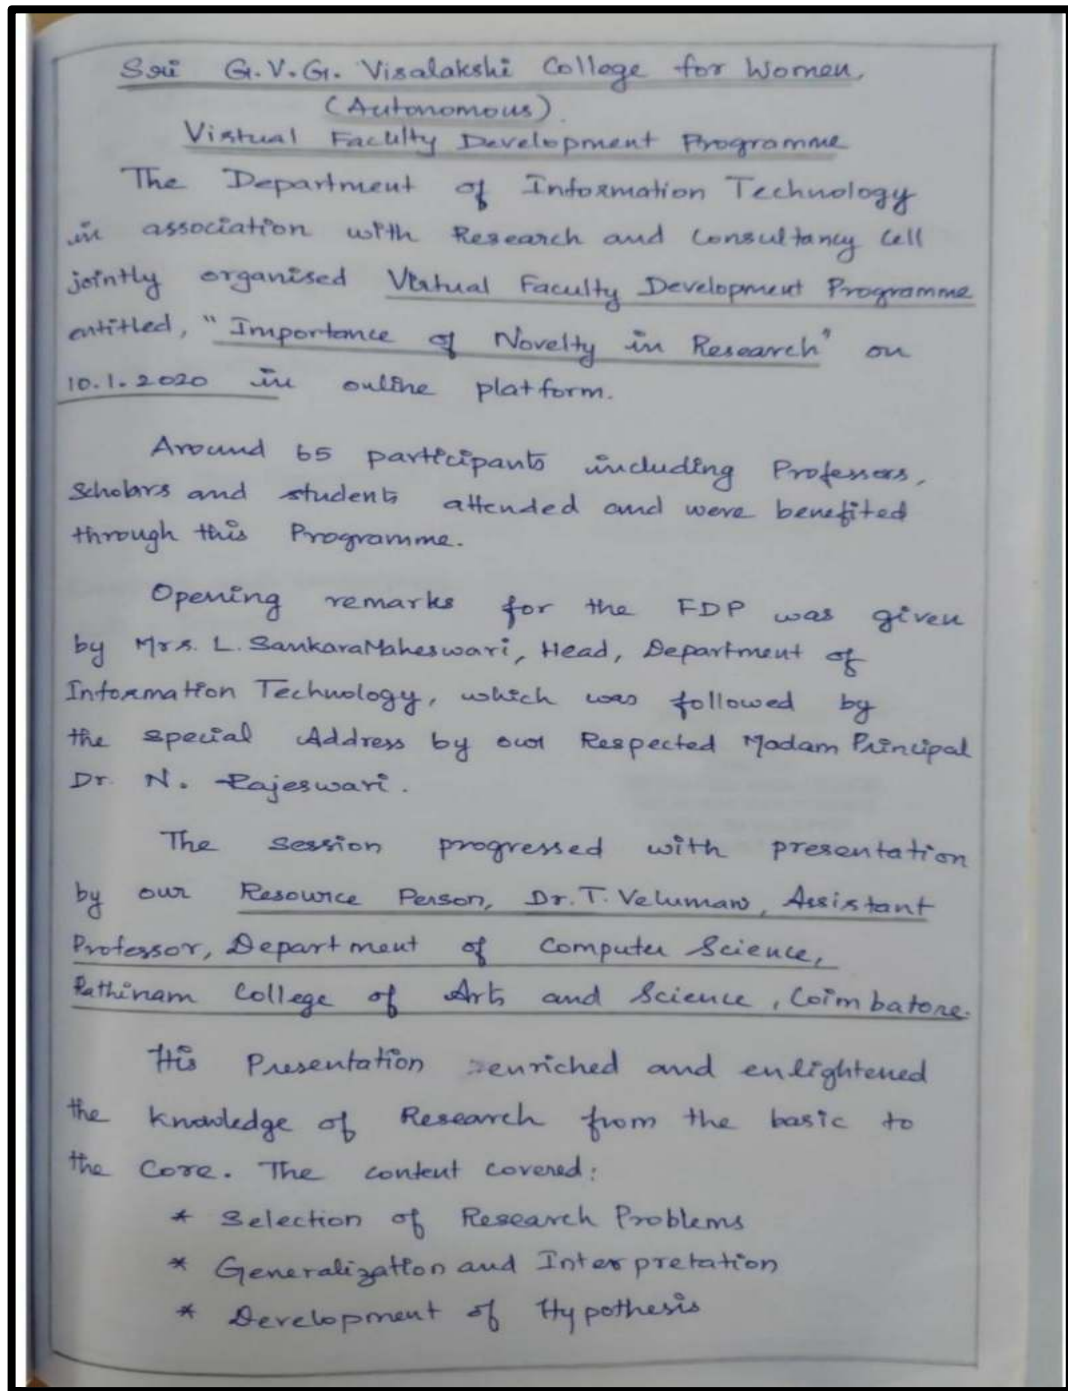 Sri G.V.G. Visalakshi College for Women,
(Autonomous).
Virtual Faculty Development Programme
The Department of Information Technology
in association with Research and Consultancy Cell
jointly organised Virtual Faculty Development Programme
entitled, "Importance of Novelty in Research" on
10.1.2020 in online platform.
Around 65 participants including Professors,
Scholars and students attended and were benefited
through this Programme.
Opening remarks for the FDP was given
by Mrs. L. SankaraMaheswari, Head, Department of
Information Technology, which was followed by
the special Address by our Respected Madam Principal
Dr. N. Rajeswari.
The session progressed with presentation
by our Resource Person, Dr. T. Velumani, Assistant
Professor, Department of Computer Science,
Rathinam College of Arts and Science, Coimbatore.
His Presentation enriched and enlightened
the knowledge of Research from the basic to
the Core. The content covered:
* Selection of Research Problems
* Generalization and Interpretation
* Development of Hypothesis